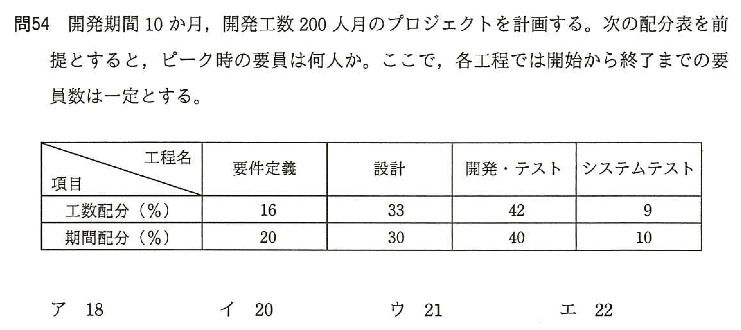 問54 開発期間10か月，開発工数200人月のプロジェクトを計画する。次の配分表を前
提とすると，ピーク時の要員は何人か。ここで，各工程では開始から終了までの要
員数は一定とする。
工程名
項目
要件定義 設計 開発・テスト システムテスト
工数配分（%） 16 33 42 9
期間配分（%） 20 30 40 10
ア 18 イ 20 ウ 21 エ 22